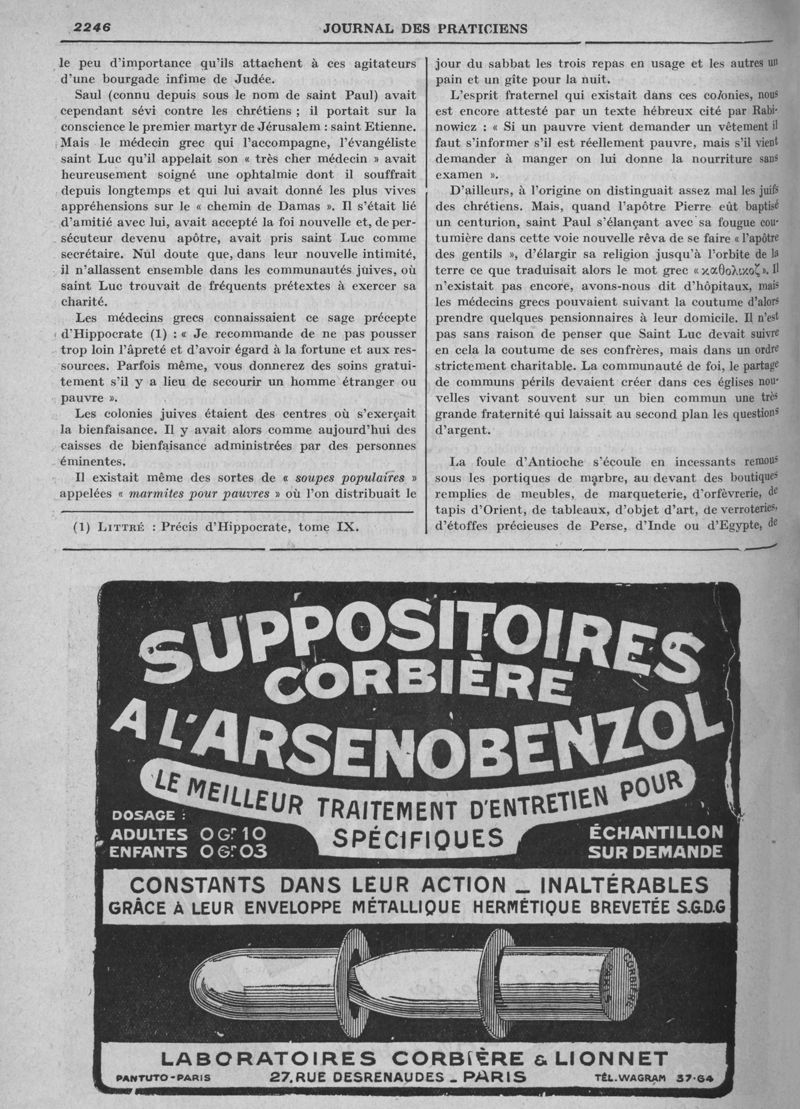 2246
JOURNAL DES PRATICIENS
le peu d'importance qu'ils attachent à ces agitateurs
d'une bourgade infime de Judée.
Saul (connu depuis sous le nom de saint Paul) avait
cependant sévi contre les chrétiens ; il portait sur la
conscience le premier martyr de Jérusalem : saint Etienne.
Mais le médecin grec qui l'accompagne, l'évangéliste
saint Luc qu'il appelait son « très cher médecin » avait
heureusement soigné une ophtalmie dont il souffrait
depuis longtemps et qui lui avait donné les plus vives
appréhensions sur le « chemin de Damas ». Il s'était lié
d'amitié avec lui, avait accepté la foi nouvelle et, de per-
sécuteur devenu apôtre, avait pris saint Luc comme
secrétaire. Nul doute que, dans leur nouvelle intimité,
il n'allassent ensemble dans les communautés juives, où
saint Luc trouvait de fréquents prétextes à exercer sa
charité.
Les médecins grecs connaissaient ce sage précepte
d'Hippocrate (1) : « Je recommande de ne pas pousser
trop loin l'âpreté et d'avoir égard à la fortune et aux res-
sources. Parfois même, vous donnerez des soins gratui-
tement s'il y a lieu de secourir un homme étranger ou
pauvre ».
Les colonies juives étaient des centres où s'exerçait
la bienfaisance. Il y avait alors comme aujourd'hui des
caisses de bienfaisance administrées par des personnes
éminentes.
Il existait même des sortes de « soupes populaires »
appelées « marmites pour pauvres » où l'on distribuait le
(1) LITTRÉ : Précis d'Hippocrate, tome IX.
jour du sabbat les trois repas en usage et les autres un
pain et un gîte pour la nuit.
L'esprit fraternel qui existait dans ces colonies, nous
est encore attesté par un texte hébreux cité par Rabi-
nowicz : « Si un pauvre vient demander un vêtement il
faut s'informer s'il est réellement pauvre, mais s'il vient
demander à manger on lui donne la nourriture sans
examen ».
D'ailleurs, à l'origine on distinguait assez mal les juifs
des chrétiens. Mais, quand l'apôtre Pierre eût baptisé
un centurion, saint Paul s'élançant avec sa fougue cou-
tumière dans cette voie nouvelle rêva de se faire « l'apôtre
des gentils », d'élargir sa religion jusqu'à l'orbite de la
terre ce que traduisait alors le mot grec « χαθολιχοζ ». Il
n'existait pas encore, avons-nous dit d'hôpitaux, mais
les médecins grecs pouvaient suivant la coutume d'alors
prendre quelques pensionnaires à leur domicile. Il n'est
pas sans raison de penser que Saint Luc devait suivre
en cela la coutume de ses confrères, mais dans un ordre
strictement charitable. La communauté de foi, le partage
de communs périls devaient créer dans ces églises nou-
velles vivant souvent sur un bien commun une très
grande fraternité qui laissait au second plan les questions
d'argent.
La foule d'Antioche s'écoule en incessants remous
sous les portiques de marbre, au devant des boutiques
remplies de meubles, de marqueterie, d'orfèvrerie, de
tapis d'Orient, de tableaux, d'objet d'art, de verroteries,
d'étoffes précieuses de Perse, d'Inde ou d'Egypte, de
SUPPOSITOIRES
CORBIÈRE
A L'ARSENOBENZOL
LE MEILLEUR TRAITEMENT D'ENTRETIEN POUR
SPÉCIFIQUES
DOSAGE :
ADULTES 0 Gr 10
ENFANTS 0 Gr 03
ÉCHANTILLON
SUR DEMANDE
CONSTANTS DANS LEUR ACTION _ INALTÉRABLES
GRÂCE A LEUR ENVELOPPE MÉTALLIQUE HERMÉTIQUE BREVETÉE S.G.D.G
CORBIÈRE
PARIS
LABORATOIRES CORBIÈRE & LIONNET
PANTUTO-PARIS
27, RUE DESRENAUDES _ PARIS
TÉL. WAGRAM 37-64